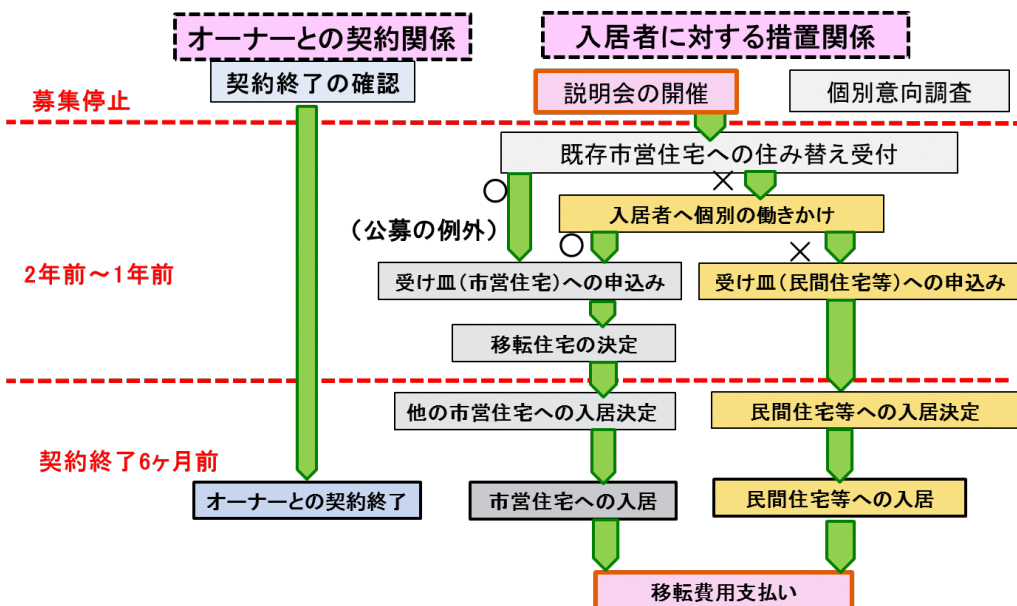 オーナーとの契約関係
入居者に対する措置関係
契約終了の確認
説明会の開催
個別意向調査
募集停止
既存市営住宅への住み替え受付
○
×
入居者へ個別の働きかけ
(公募の例外)
○
×
2年前～1年前
受け皿(市営住宅)への申込み
受け皿(民間住宅等)への申込み
移転住宅の決定
他の市営住宅への入居決定
民間住宅等への入居決定
契約終了6ヶ月前
オーナーとの契約終了
市営住宅への入居
民間住宅等への入居
移転費用支払い